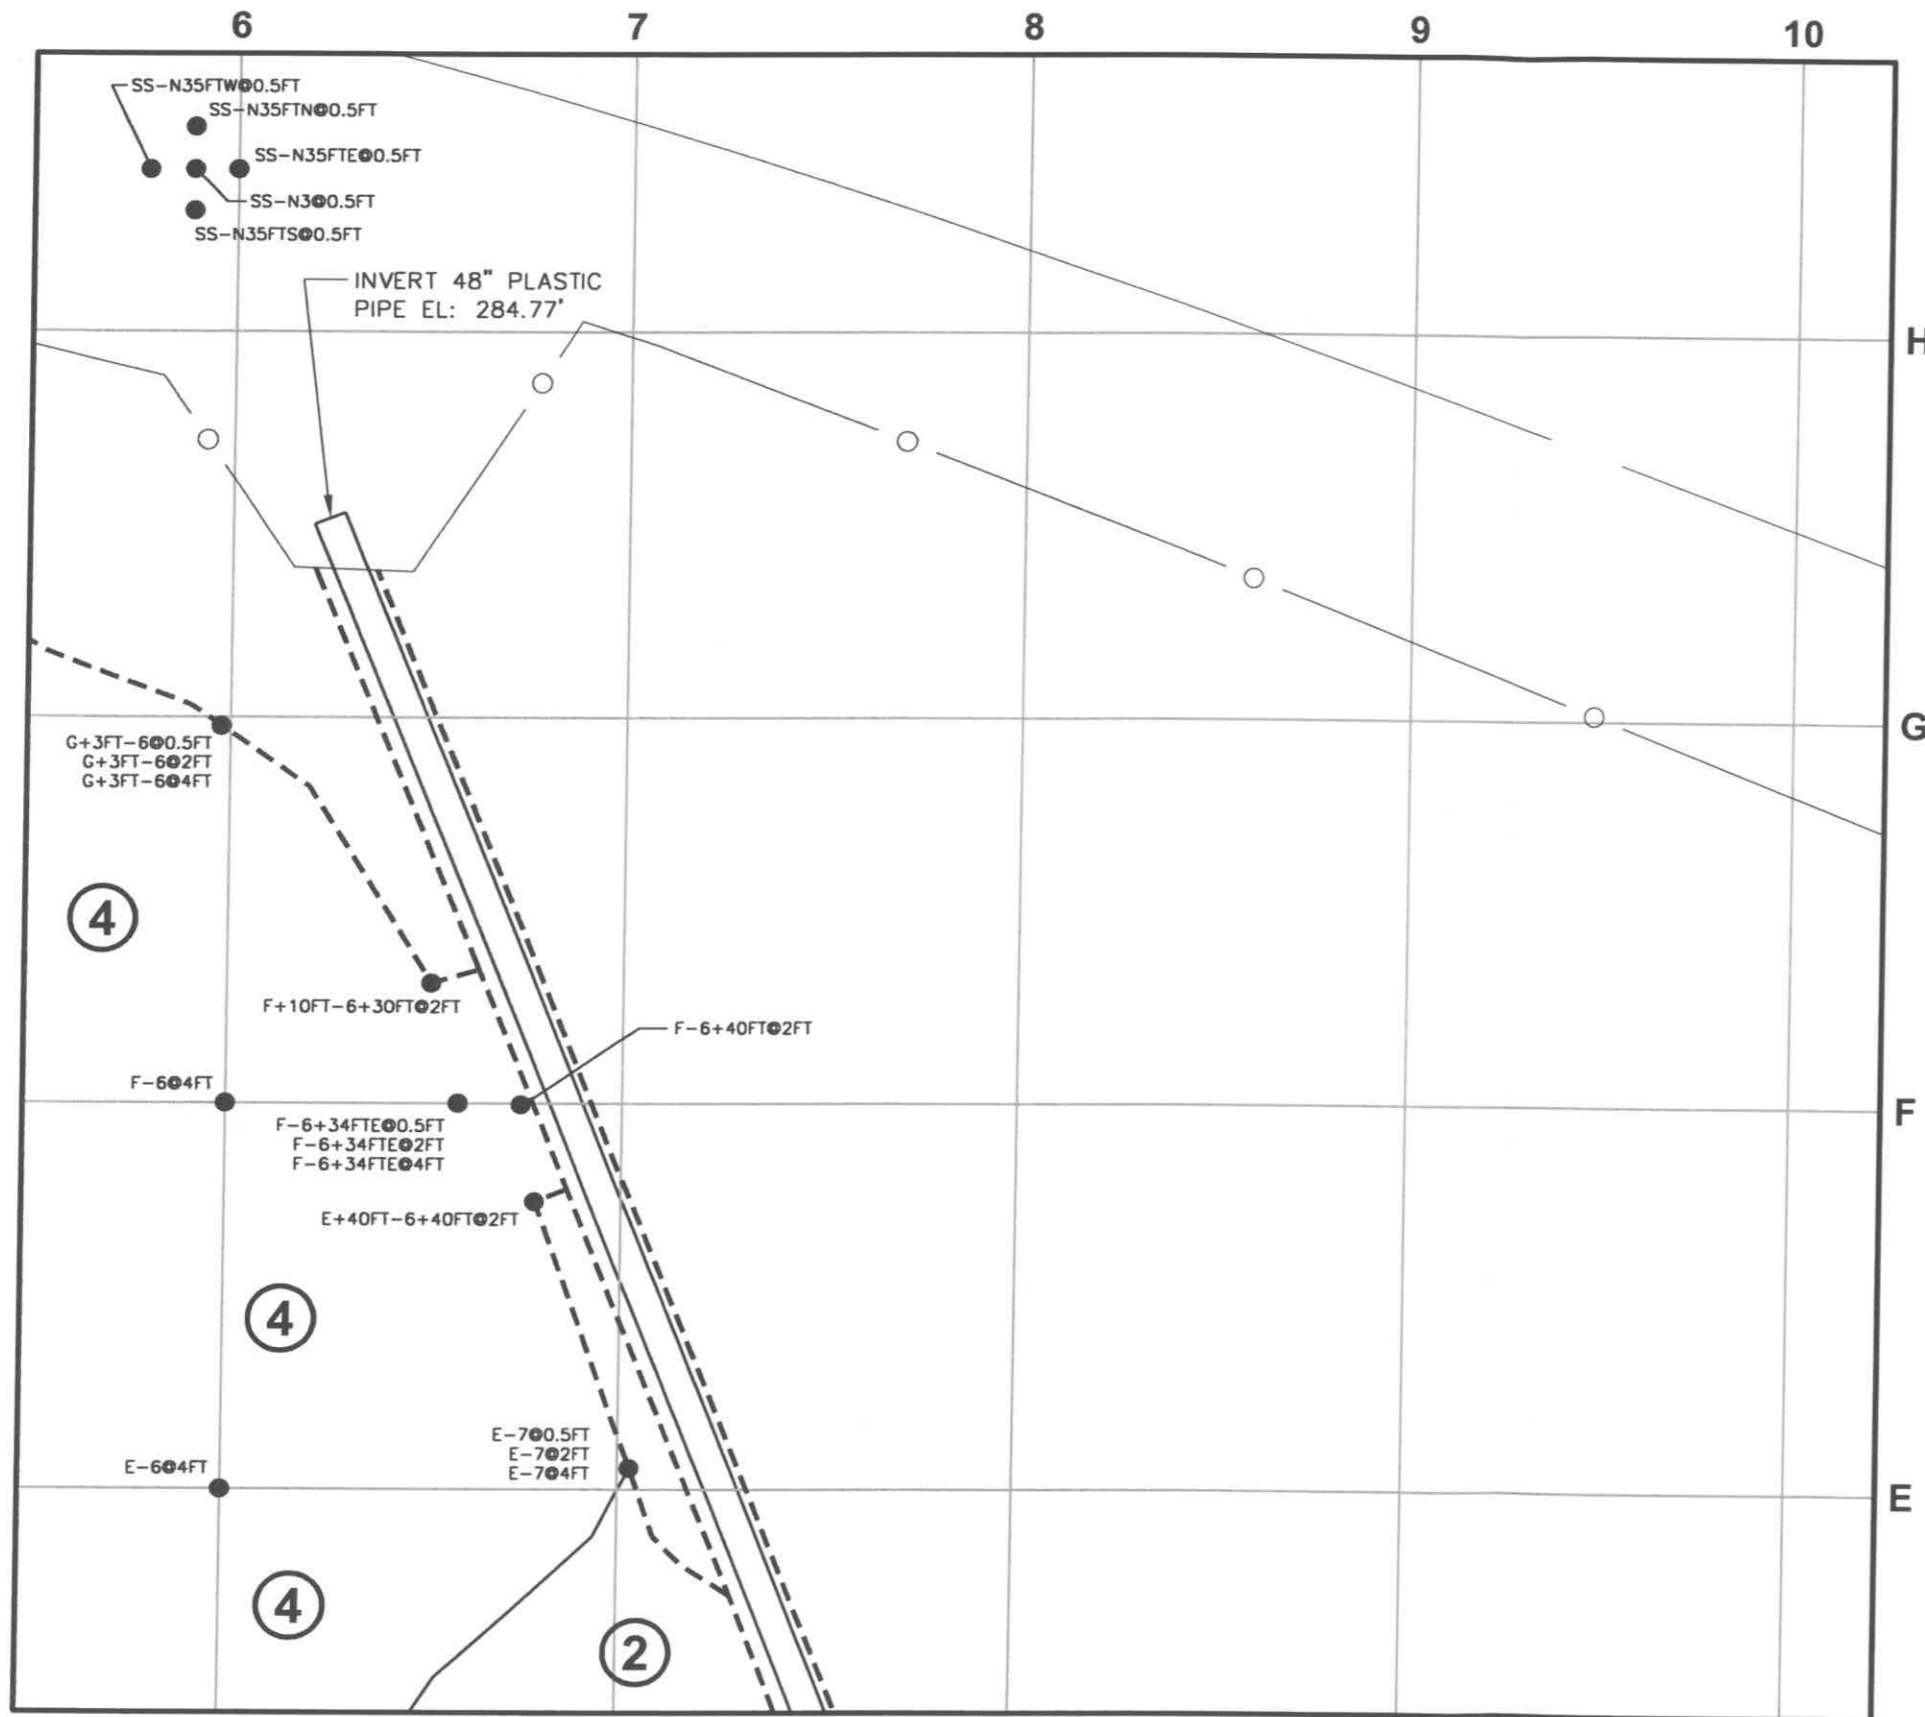 6 7 8 9 10
SS-N35FTW@0.5FT
SS-N35FTN@0.5FT
SS-N35FTE@0.5FT
SS-N3@0.5FT
SS-N35FTS@0.5FT
INVERT 48" PLASTIC
PIPE EL: 284.77'
H
G
G+3FT-6@0.5FT
G+3FT-6@2FT
G+3FT-6@4FT
4
F+10FT-6+30FT@2FT
F-6+40FT@2FT
F-6@4FT
F
F-6+34FTE@0.5FT
F-6+34FTE@2FT
F-6+34FTE@4FT
E+40FT-6+40FT@2FT
4
E-7@0.5FT
E-7@2FT
E-7@4FT
E-6@4FT
E
4
2